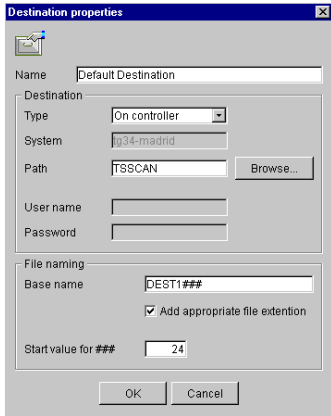 Destination properties
Name Default Destination
Destination
Type On controller
System tg34-madrid
Path TSSCAN Browse...
User name
Password
File naming
Base name DEST1###
Add appropriate file extention
Start value for ### 24
OK Cancel